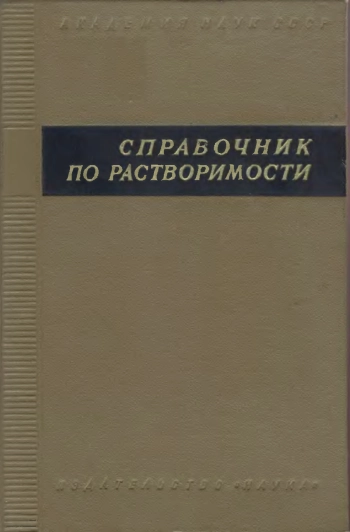 АКАДЕМИЯ НАУК СССР
СПРАВОЧНИК
ПО РАСТВОРИМОСТИ
ИЗДАТЕЛЬСТВО «НАУКА»